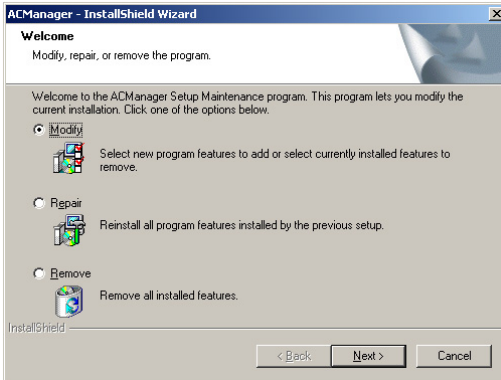 ACManager - InstallShield Wizard
Welcome
Modify, repair, or remove the program.
Welcome to the ACManager Setup Maintenance program. This program lets you modify the
current installation. Click one of the options below.
Modify
Select new program features to add or select currently installed features to
remove.
Repair
Reinstall all program features installed by the previous setup.
Remove
Remove all installed features.
InstallShield
< Back
Next >
Cancel